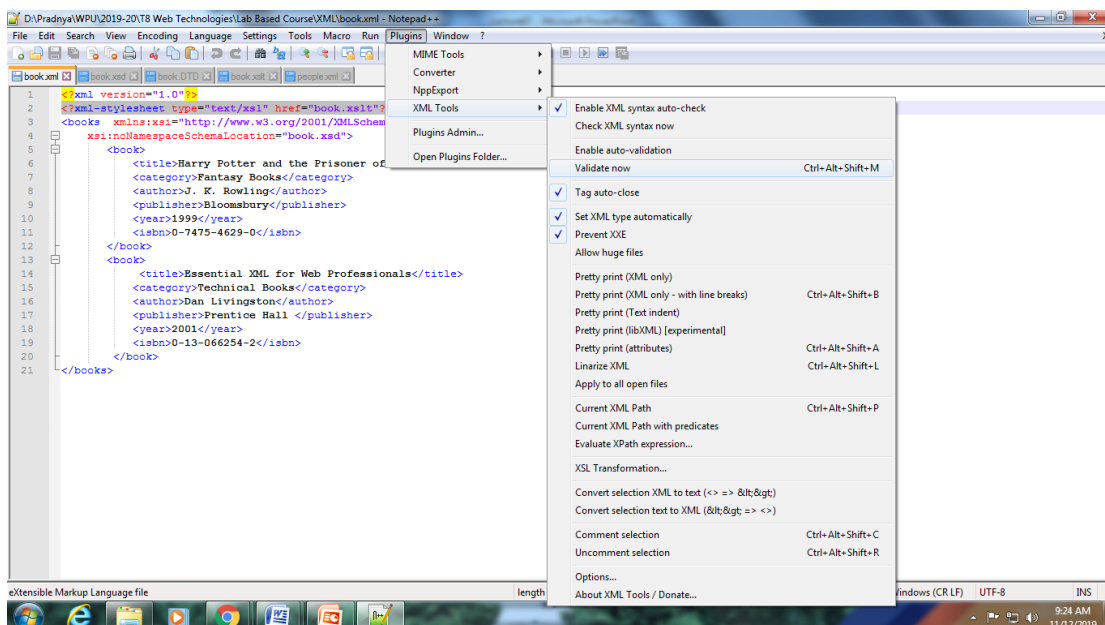 D:\Pradnya\WPU\2019-20\T8 Web Technologies\Lab Based Course\XML\book.xml - Notepad++
File Edit Search View Encoding Language Settings Tools Macro Run Plugins Window ?
book.xml book.xsd book.DTD book.xslt people.xml
MIME Tools
Converter
NppExport
XML Tools
Plugins Admin...
Open Plugins Folder...
1 <?xml version="1.0"?>
2 <?xml-stylesheet type="text/xsl" href="book.xslt"?
3 <books xmlns:xsi="http://www.w3.org/2001/XMLSchem
4 xsi:noNamespaceSchemaLocation="book.xsd">
5 <book>
6 <title>Harry Potter and the Prisoner of
7 <category>Fantasy Books</category>
8 <author>J. K. Rowling</author>
9 <publisher>Bloomsbury</publisher>
10 <year>1999</year>
11 <isbn>0-7475-4629-0</isbn>
12 </book>
13 <book>
14 <title>Essential XML for Web Professionals</title>
15 <category>Technical Books</category>
16 <author>Dan Livingston</author>
17 <publisher>Prentice Hall </publisher>
18 <year>2001</year>
19 <isbn>0-13-066254-2</isbn>
20 </book>
21 </books>
Enable XML syntax auto-check
Check XML syntax now
Enable auto-validation
Validate now Ctrl+Alt+Shift+M
Tag auto-close
Set XML type automatically
Prevent XXE
Allow huge files
Pretty print (XML only)
Pretty print (XML only - with line breaks) Ctrl+Alt+Shift+B
Pretty print (Text indent)
Pretty print (libXML) [experimental]
Pretty print (attributes) Ctrl+Alt+Shift+A
Linarize XML Ctrl+Alt+Shift+L
Apply to all open files
Current XML Path Ctrl+Alt+Shift+P
Current XML Path with predicates
Evaluate XPath expression...
XSL Transformation...
Convert selection XML to text (<> => &lt;&gt;)
Convert selection text to XML (&lt;&gt; => <>)
Comment selection Ctrl+Alt+Shift+C
Uncomment selection Ctrl+Alt+Shift+R
Options...
About XML Tools / Donate...
eXtensible Markup Language file length Windows (CR LF) UTF-8 INS
9:24 AM
11/12/2019